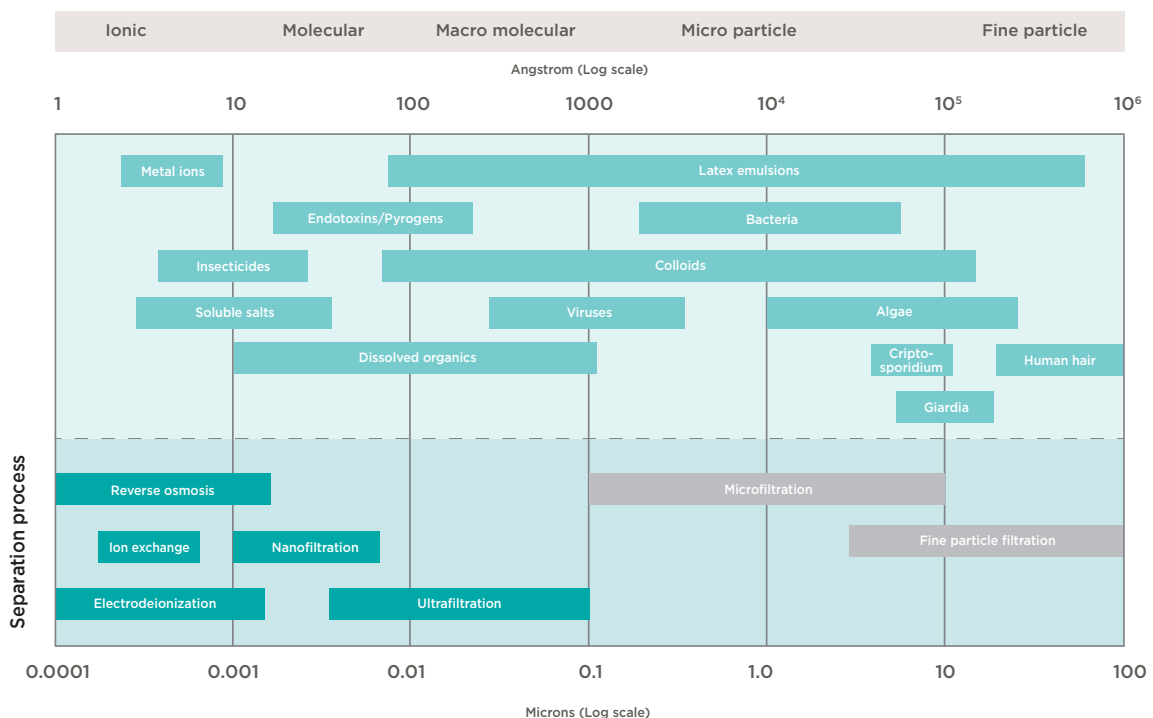 Ionic Molecular Macro molecular Micro particle Fine particle
Angstrom (Log scale)
1 10 100 1000 10⁴ 10⁵ 10⁶
Metal ions Latex emulsions
Endotoxins/Pyrogens Bacteria
Insecticides Colloids
Soluble salts Viruses Algae
Dissolved organics
Cripto-
sporidium
Human hair
Giardia
Separation process
Reverse osmosis Microfiltration
Ion exchange Nanofiltration Fine particle filtration
Electrodeionization Ultrafiltration
0.0001 0.001 0.01 0.1 1.0 10 100
Microns (Log scale)